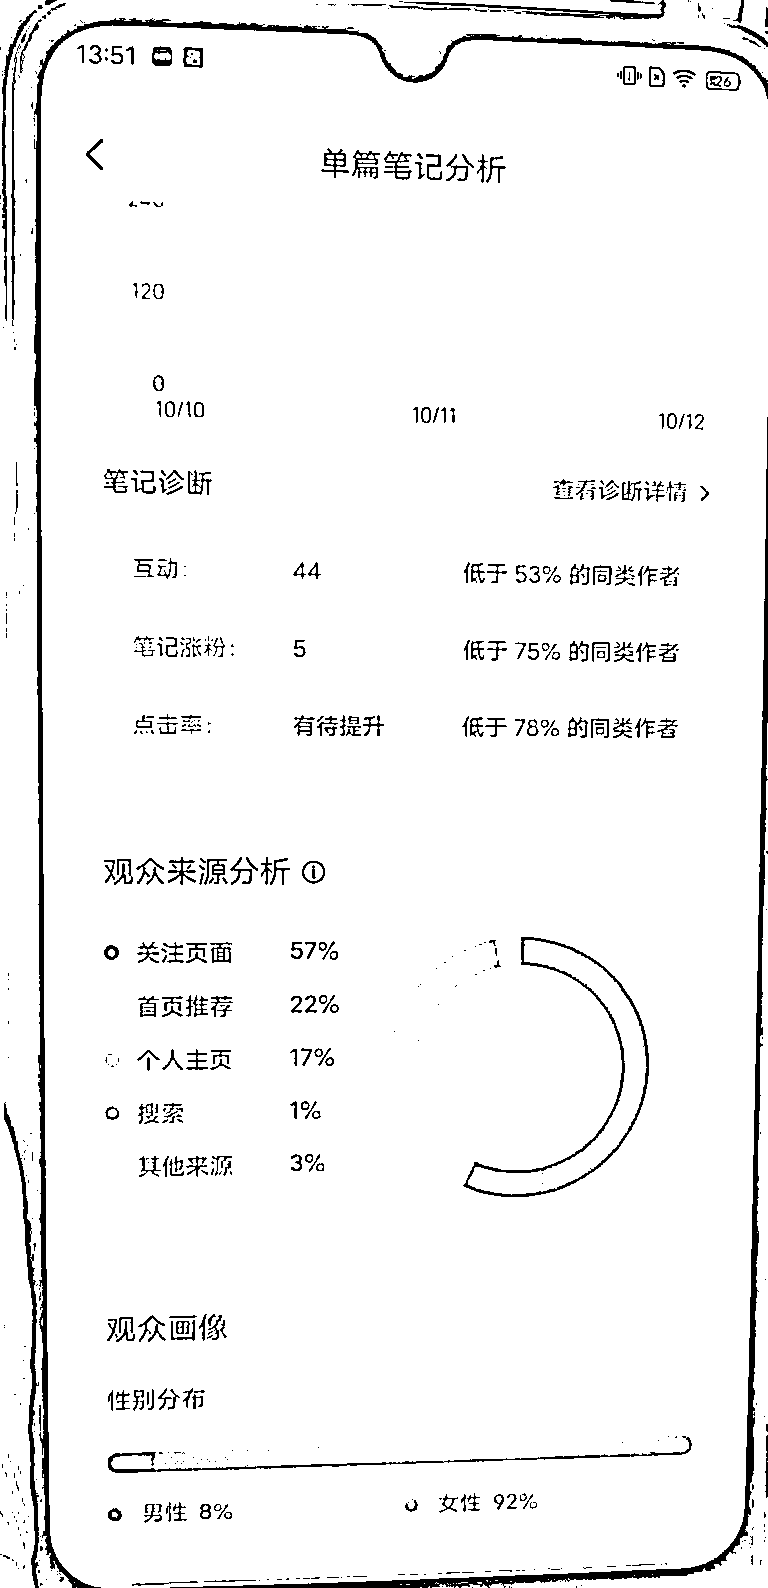 13:51
26
单篇笔记分析
240
120
0
10/10 10/11 10/12
笔记诊断 查看诊断详情 >
互动: 44 低于 53% 的同类作者
笔记涨粉: 5 低于 75% 的同类作者
点击率: 有待提升 低于 78% 的同类作者
观众来源分析
关注页面 57%
首页推荐 22%
个人主页 17%
搜索 1%
其他来源 3%
观众画像
性别分布
男性 8% 女性 92%